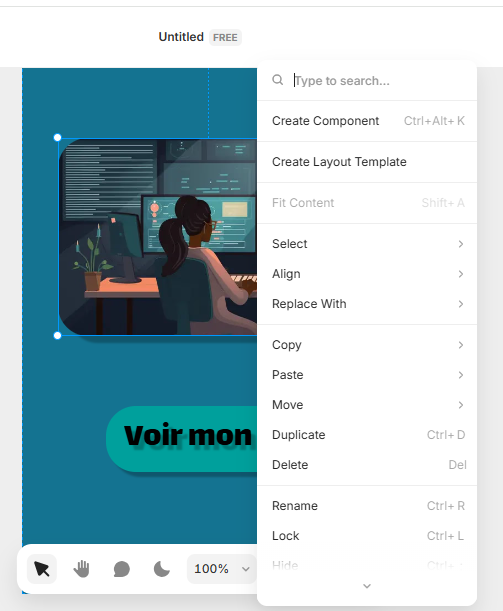 Untitled FREE
Type to search...
Create Component Ctrl+Alt+ K
Create Layout Template
Fit Content Shift+ A
Select
Align
Replace With
Copy
Paste
Move
Duplicate Ctrl+ D
Delete Del
Rename Ctrl+ R
Lock Ctrl+ L
Hide Ctrl+ ;
Voir mon
100%